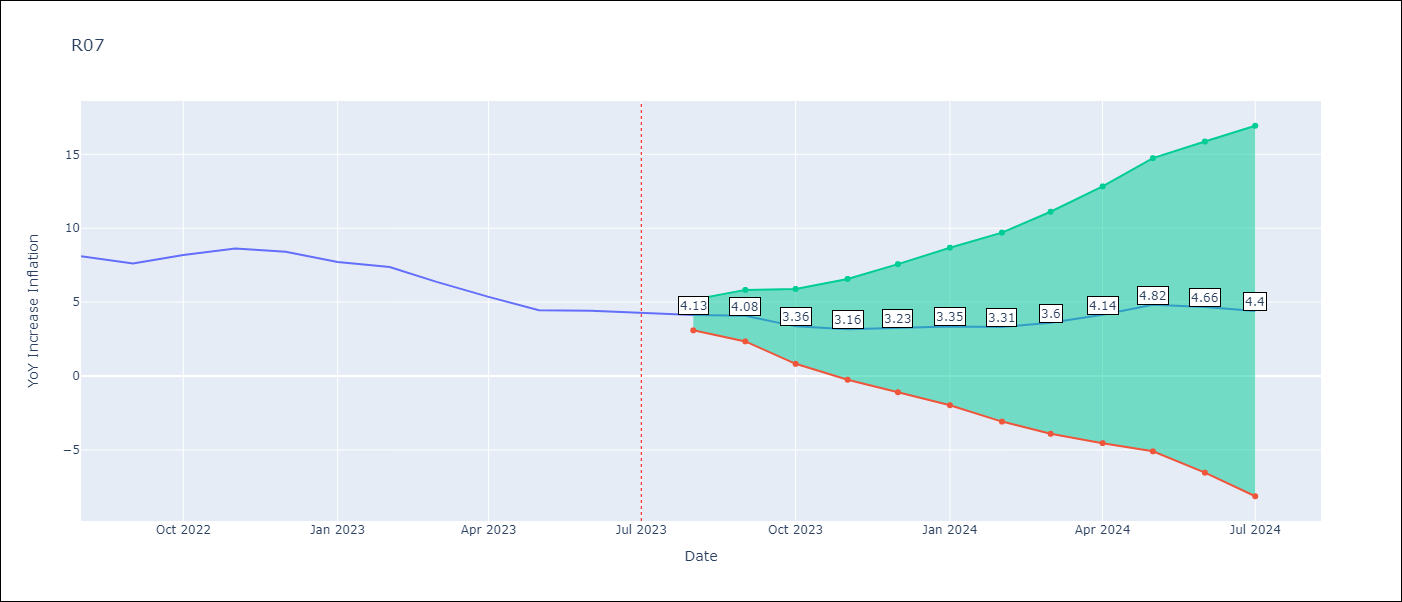 R07
YoY Increase Inflation
15
10
5
0
−5
4.13
4.08
3.36
3.16
3.23
3.35
3.31
3.6
4.14
4.82
4.66
4.4
Oct 2022
Jan 2023
Apr 2023
Jul 2023
Oct 2023
Jan 2024
Apr 2024
Jul 2024
Date